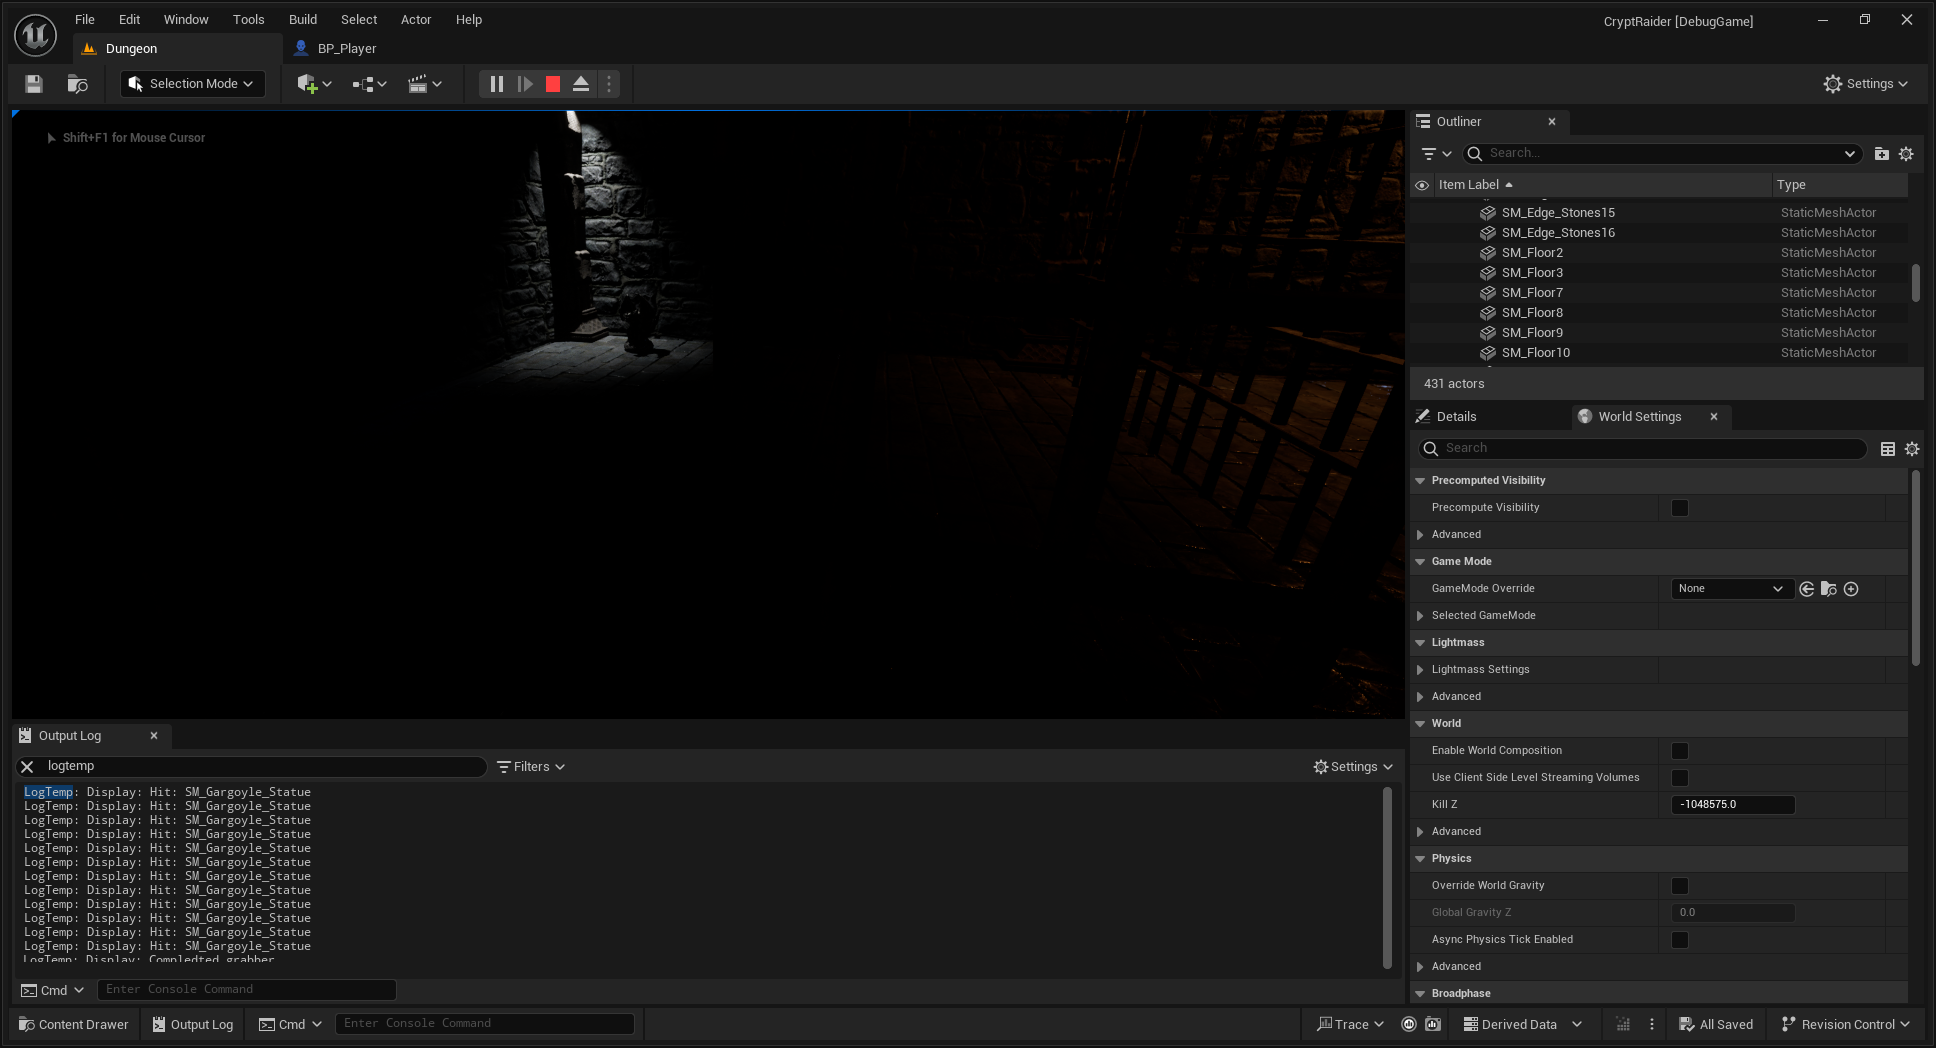 File Edit Window Tools Build Select Actor Help
CryptRaider [DebugGame]
Dungeon
BP_Player
Selection Mode
Settings
Shift+F1 for Mouse Cursor
Outliner
Search...
Item Label Type
SM_Edge_Stones15 StaticMeshActor
SM_Edge_Stones16 StaticMeshActor
SM_Floor2 StaticMeshActor
SM_Floor3 StaticMeshActor
SM_Floor7 StaticMeshActor
SM_Floor8 StaticMeshActor
SM_Floor9 StaticMeshActor
SM_Floor10 StaticMeshActor
431 actors
Details World Settings
Search
Precomputed Visibility
Precompute Visibility
Advanced
Game Mode
GameMode Override None
Selected GameMode
Lightmass
Lightmass Settings
Advanced
World
Enable World Composition
Use Client Side Level Streaming Volumes
Kill Z -1048575.0
Advanced
Physics
Override World Gravity
Global Gravity Z 0.0
Async Physics Tick Enabled
Advanced
Broadphase
Output Log
logtemp Filters Settings
LogTemp: Display: Hit: SM_Gargoyle_Statue
LogTemp: Display: Hit: SM_Gargoyle_Statue
LogTemp: Display: Hit: SM_Gargoyle_Statue
LogTemp: Display: Hit: SM_Gargoyle_Statue
LogTemp: Display: Hit: SM_Gargoyle_Statue
LogTemp: Display: Hit: SM_Gargoyle_Statue
LogTemp: Display: Hit: SM_Gargoyle_Statue
LogTemp: Display: Hit: SM_Gargoyle_Statue
LogTemp: Display: Hit: SM_Gargoyle_Statue
LogTemp: Display: Hit: SM_Gargoyle_Statue
LogTemp: Display: Hit: SM_Gargoyle_Statue
LogTemp: Display: Hit: SM_Gargoyle_Statue
LogTemp: Display: Compledted grabber
Cmd Enter Console Command
Content Drawer Output Log Cmd Enter Console Command Trace Derived Data All Saved Revision Control